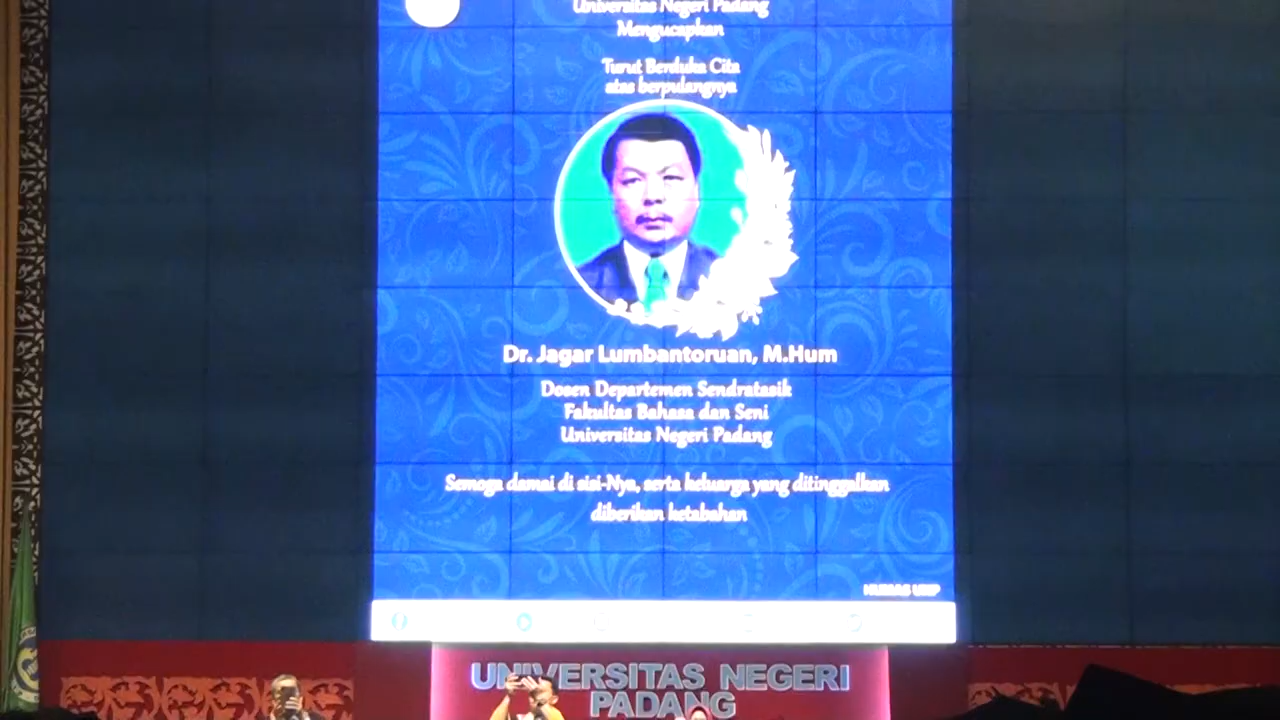 Universitas Negeri Padang
Mengucapkan
Turut Berduka Cita
atas berpulangnya
Dr. Jagar Lumbantoruan, M.Hum
Dosen Departemen Sendratasik
Fakultas Bahasa dan Seni
Universitas Negeri Padang
Semoga damai di sisi-Nya, serta keluarga yang ditinggalkan
diberikan ketabahan
HUMAS UNP
UNIVERSITAS NEGERI
PADANG